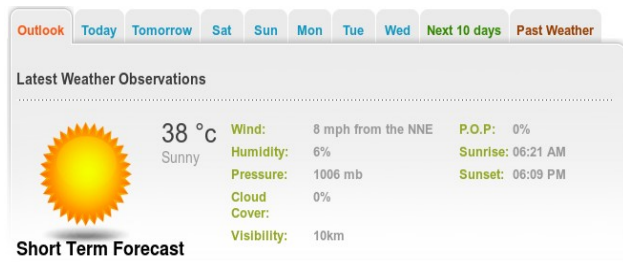 Outlook Today Tomorrow Sat Sun Mon Tue Wed Next 10 days Past Weather
Latest Weather Observations
38 °c
Sunny
Wind: 8 mph from the NNE
Humidity: 6%
Pressure: 1006 mb
Cloud Cover: 0%
Visibility: 10km
P.O.P: 0%
Sunrise: 06:21 AM
Sunset: 06:09 PM
Short Term Forecast